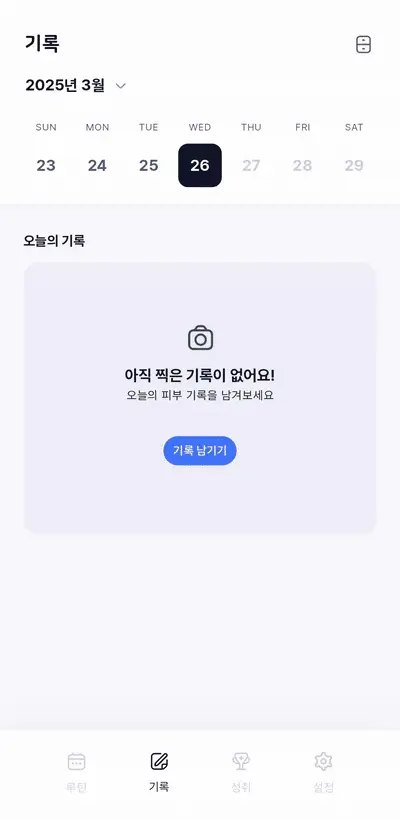 기록
2025년 3월
SUN MON TUE WED THU FRI SAT
23 24 25 26 27 28 29
오늘의 기록
아직 찍은 기록이 없어요!
오늘의 피부 기록을 남겨보세요
기록 남기기
루틴 기록 성취 설정